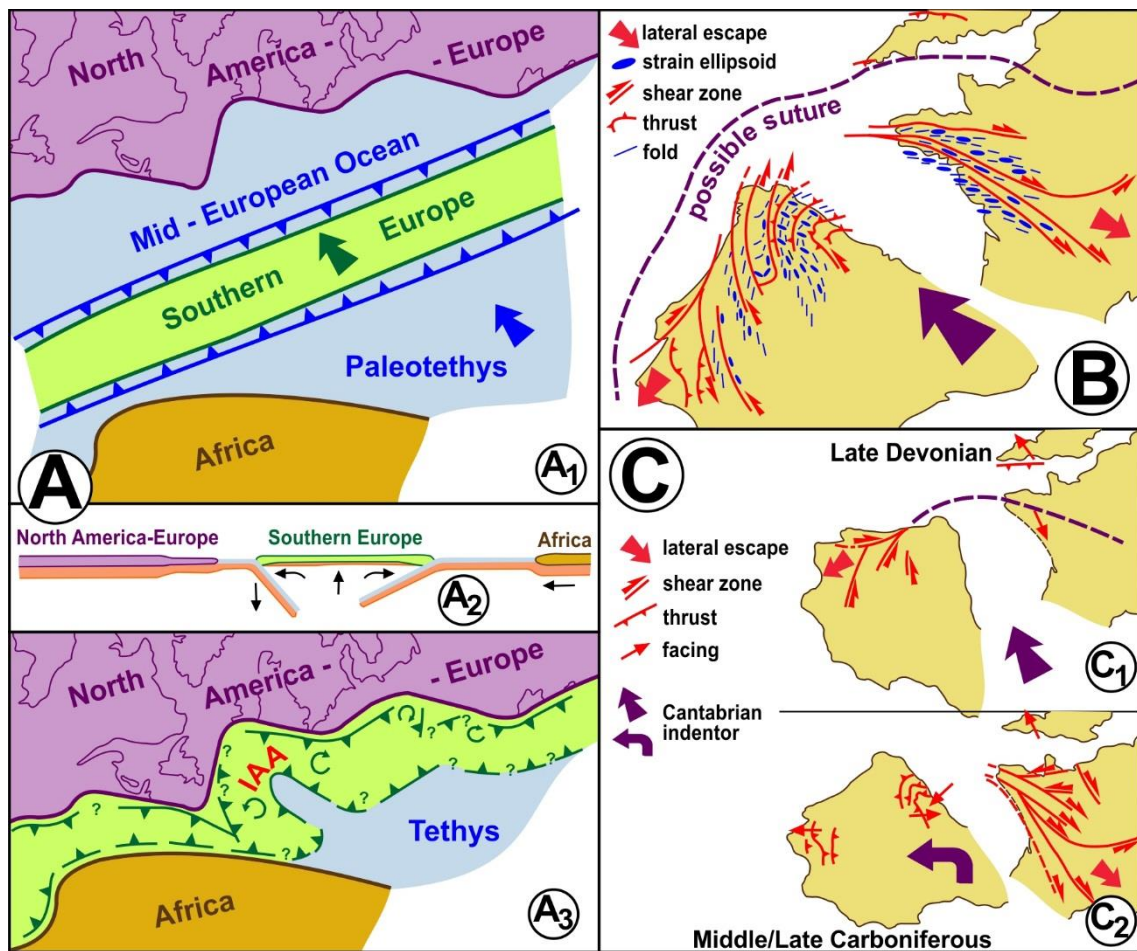 North America - - Europe
Mid - European Ocean
Southern Europe
Paleotethys
Africa
A
A1
North America-Europe
Southern Europe
Africa
A2
North America - - Europe
? ? ? ? ? ? ? ?
IAA
Tethys
Africa
A3
lateral escape
strain ellipsoid
shear zone
thrust
fold
possible suture
B
C
Late Devonian
lateral escape
shear zone
thrust
facing
Cantabrian
indentor
C1
C2
Middle/Late Carboniferous